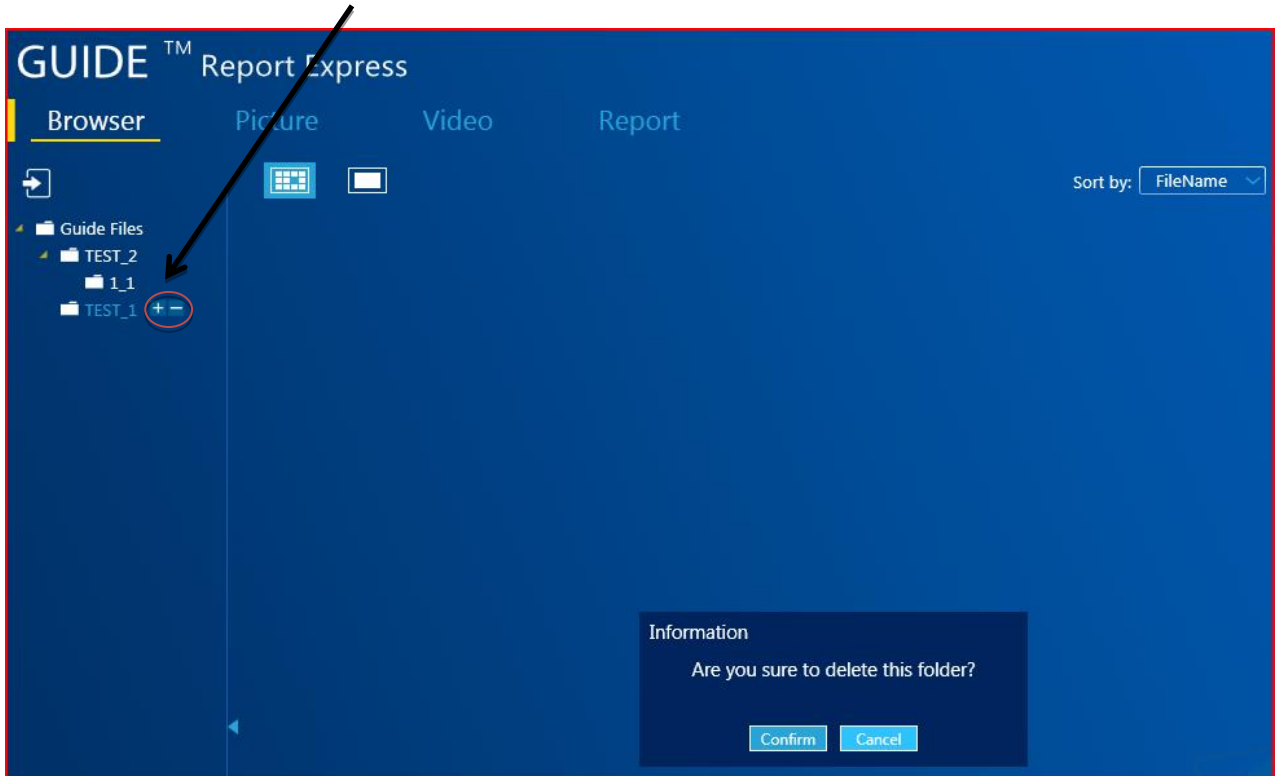 GUIDE ™ Report Express
Browser Picture Video Report
Sort by: FileName
Guide Files
TEST_2
1_1
TEST_1 + −
Information
Are you sure to delete this folder?
Confirm Cancel